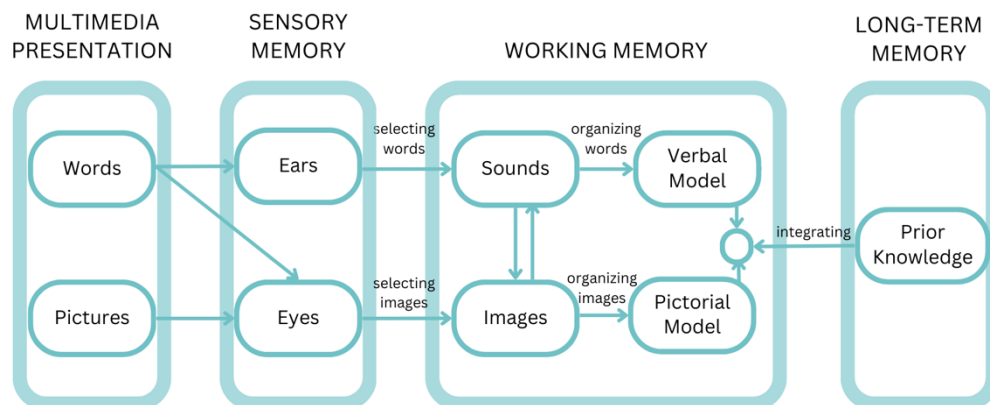 MULTIMEDIA
PRESENTATION
SENSORY
MEMORY
WORKING MEMORY
LONG-TERM
MEMORY
Words
Pictures
Ears
Eyes
selecting
words
selecting
images
Sounds
Images
organizing
words
organizing
images
Verbal
Model
Pictorial
Model
integrating
Prior
Knowledge